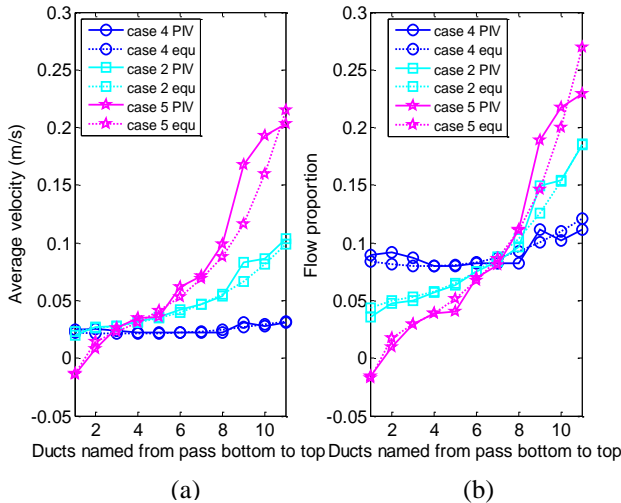 0.3
0.25
0.2
0.15
0.1
0.05
0
-0.05
Average velocity (m/s)
case 4 PIV
case 4 equ
case 2 PIV
case 2 equ
case 5 PIV
case 5 equ
2 4 6 8 10
Ducts named from pass bottom to top
(a)
0.3
0.25
0.2
0.15
0.1
0.05
0
-0.05
Flow proportion
case 4 PIV
case 4 equ
case 2 PIV
case 2 equ
case 5 PIV
case 5 equ
2 4 6 8 10
Ducts named from pass bottom to top
(b)